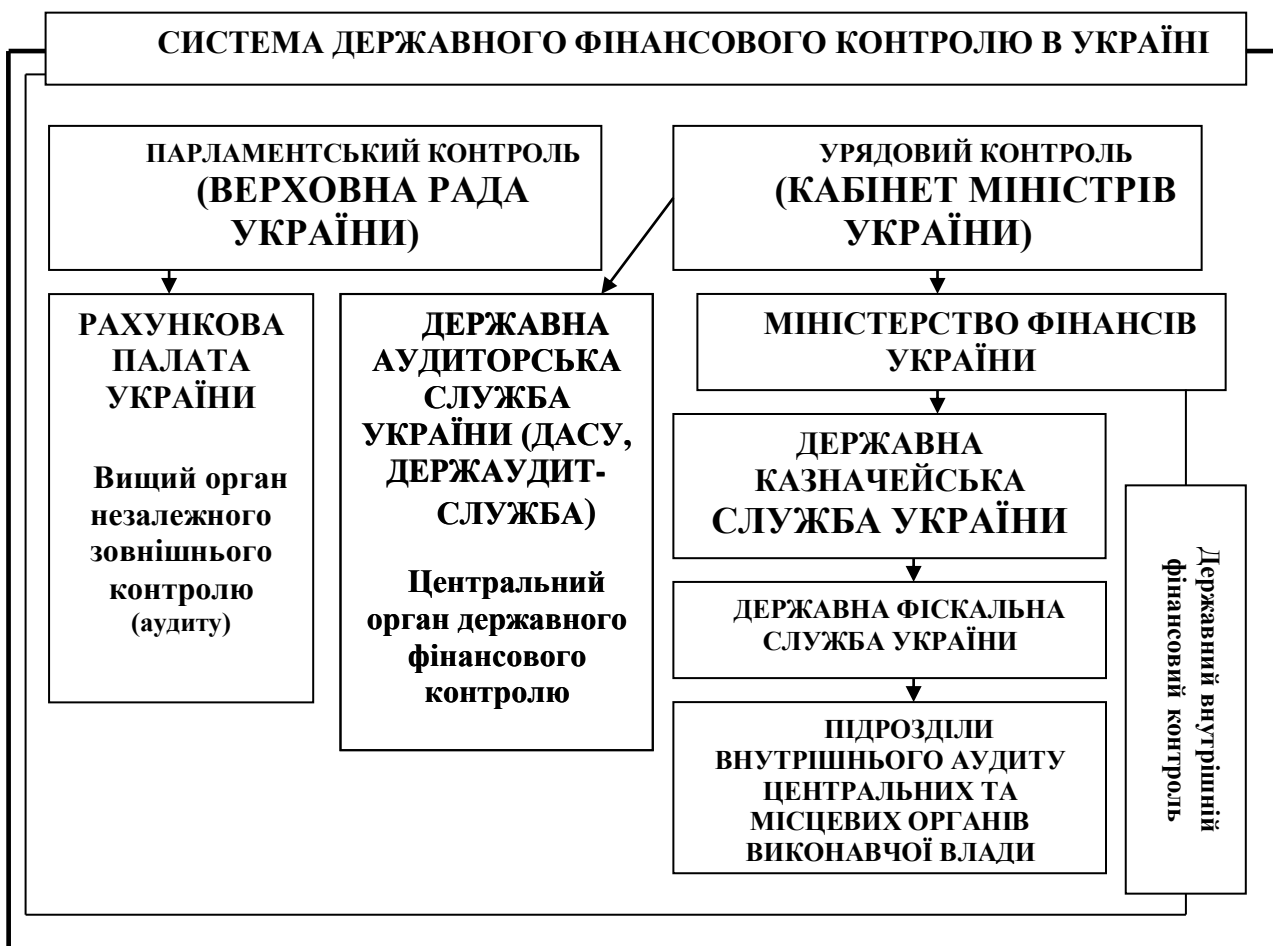 СИСТЕМА ДЕРЖАВНОГО ФІНАНСОВОГО КОНТРОЛЮ В УКРАЇНІ
ПАРЛАМЕНТСЬКИЙ КОНТРОЛЬ
(ВЕРХОВНА РАДА
УКРАЇНИ)
УРЯДОВИЙ КОНТРОЛЬ
(КАБІНЕТ МІНІСТРІВ
УКРАЇНИ)
РАХУНКОВА
ПАЛАТА
УКРАЇНИ
Вищий орган
незалежного
зовнішнього
контролю
(аудиту)
ДЕРЖАВНА
АУДИТОРСЬКА
СЛУЖБА
УКРАЇНИ (ДАСУ,
ДЕРЖАУДИТ-
СЛУЖБА)
Центральний
орган державного
фінансового
контролю
МІНІСТЕРСТВО ФІНАНСІВ
УКРАЇНИ
ДЕРЖАВНА
КАЗНАЧЕЙСЬКА
СЛУЖБА УКРАЇНИ
ДЕРЖАВНА ФІСКАЛЬНА
СЛУЖБА УКРАЇНИ
ПІДРОЗДІЛИ
ВНУТРІШНЬОГО АУДИТУ
ЦЕНТРАЛЬНИХ ТА
МІСЦЕВИХ ОРГАНІВ
ВИКОНАВЧОЇ ВЛАДИ
Державний внутрішній
фінансовий контроль